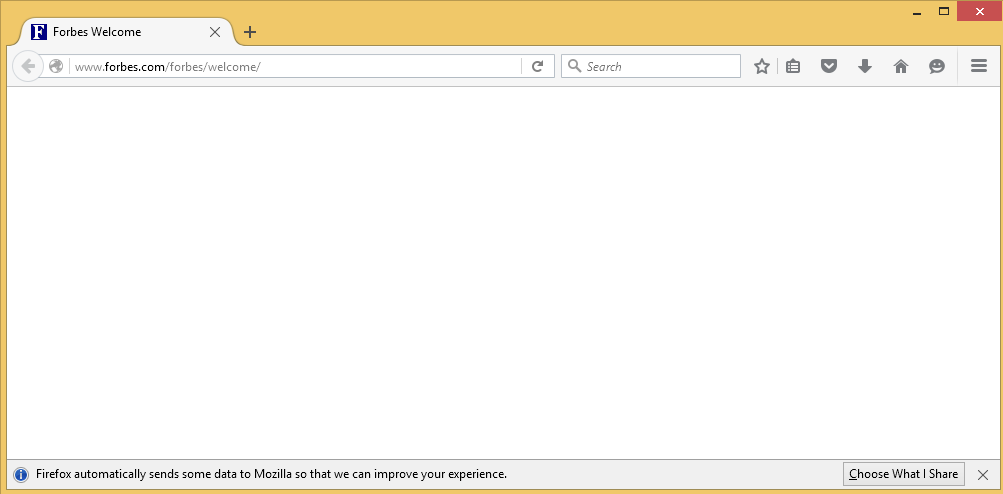 F Forbes Welcome
www.forbes.com/forbes/welcome/
Search
Firefox automatically sends some data to Mozilla so that we can improve your experience.
Choose What I Share